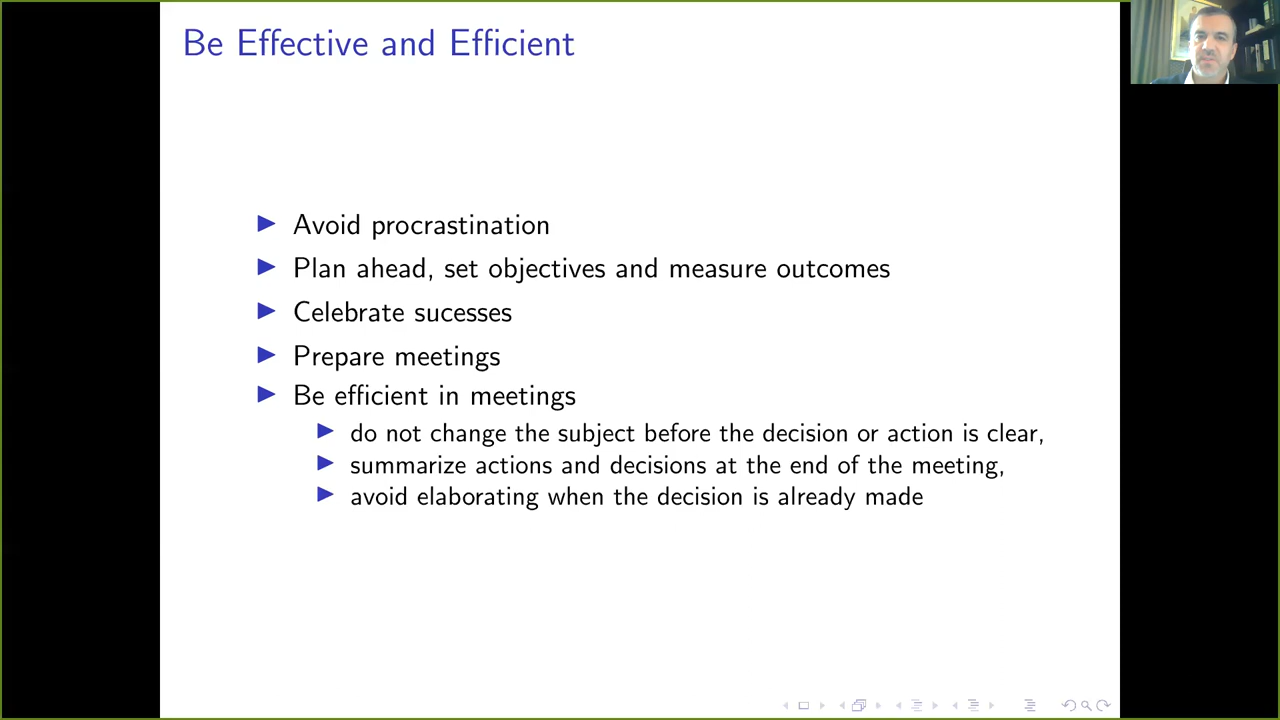 Be Effective and Efficient
Avoid procrastination
Plan ahead, set objectives and measure outcomes
Celebrate sucesses
Prepare meetings
Be efficient in meetings
do not change the subject before the decision or action is clear,
summarize actions and decisions at the end of the meeting,
avoid elaborating when the decision is already made